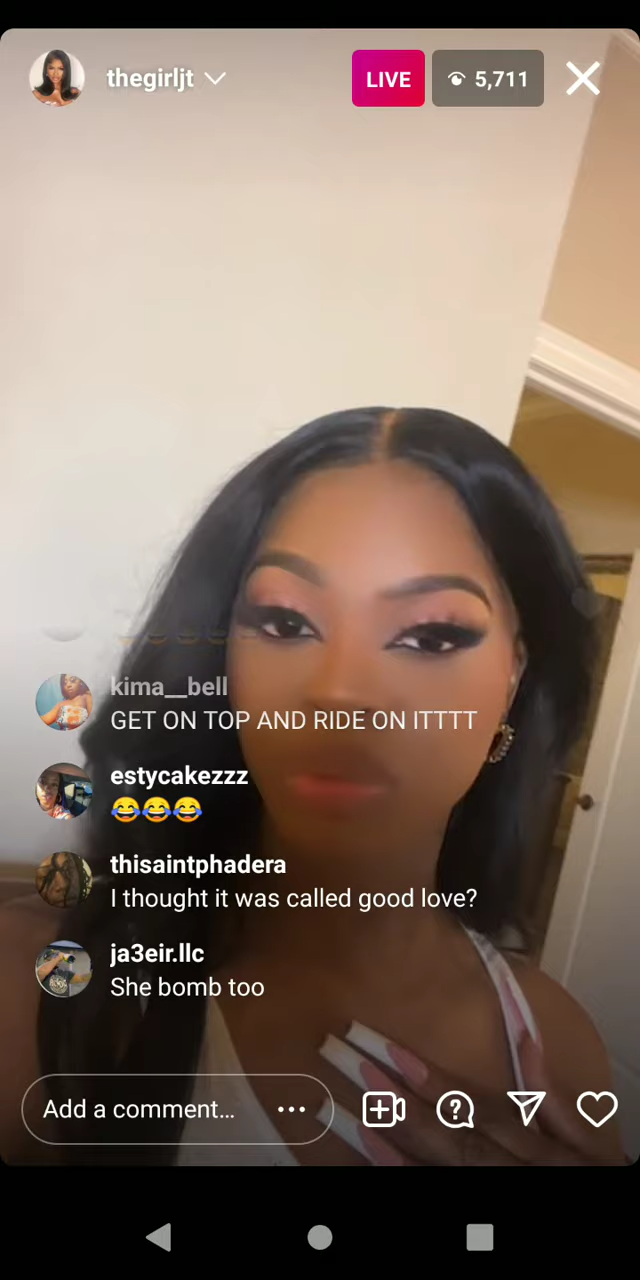 thegirljt
LIVE
5,711
kima__bell
GET ON TOP AND RIDE ON ITTTT
estycakezzz
😂😂😂
thisaintphadera
I thought it was called good love?
ja3eir.llc
She bomb too
Add a comment...